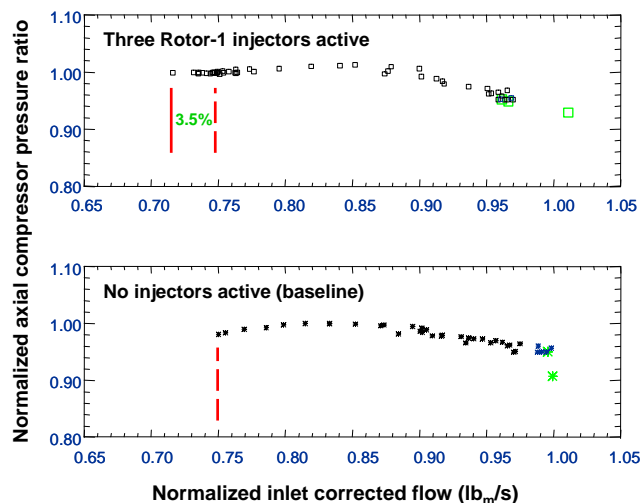 Normalized axial compressor pressure ratio
1.10
Three Rotor-1 injectors active
1.00
3.5%
0.90
0.80
0.65 0.70 0.75 0.80 0.85 0.90 0.95 1.00 1.05
1.10
No injectors active (baseline)
1.00
0.90
0.80
0.65 0.70 0.75 0.80 0.85 0.90 0.95 1.00 1.05
Normalized inlet corrected flow (lbm/s)